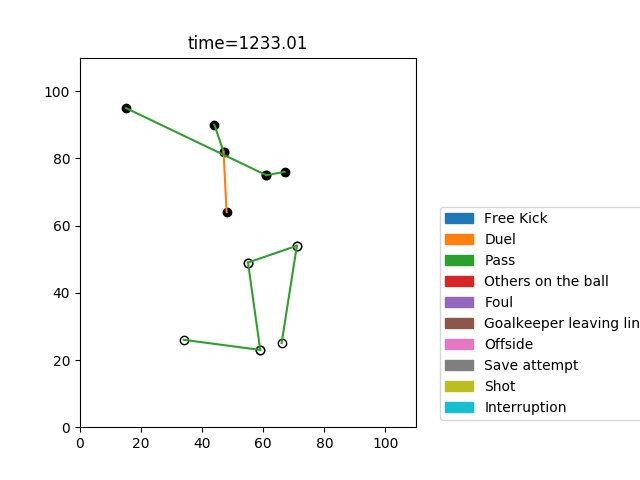 time=1233.01
100
80
60
40
20
0
0 20 40 60 80 100
Free Kick
Duel
Pass
Others on the ball
Foul
Goalkeeper leaving lin
Offside
Save attempt
Shot
Interruption